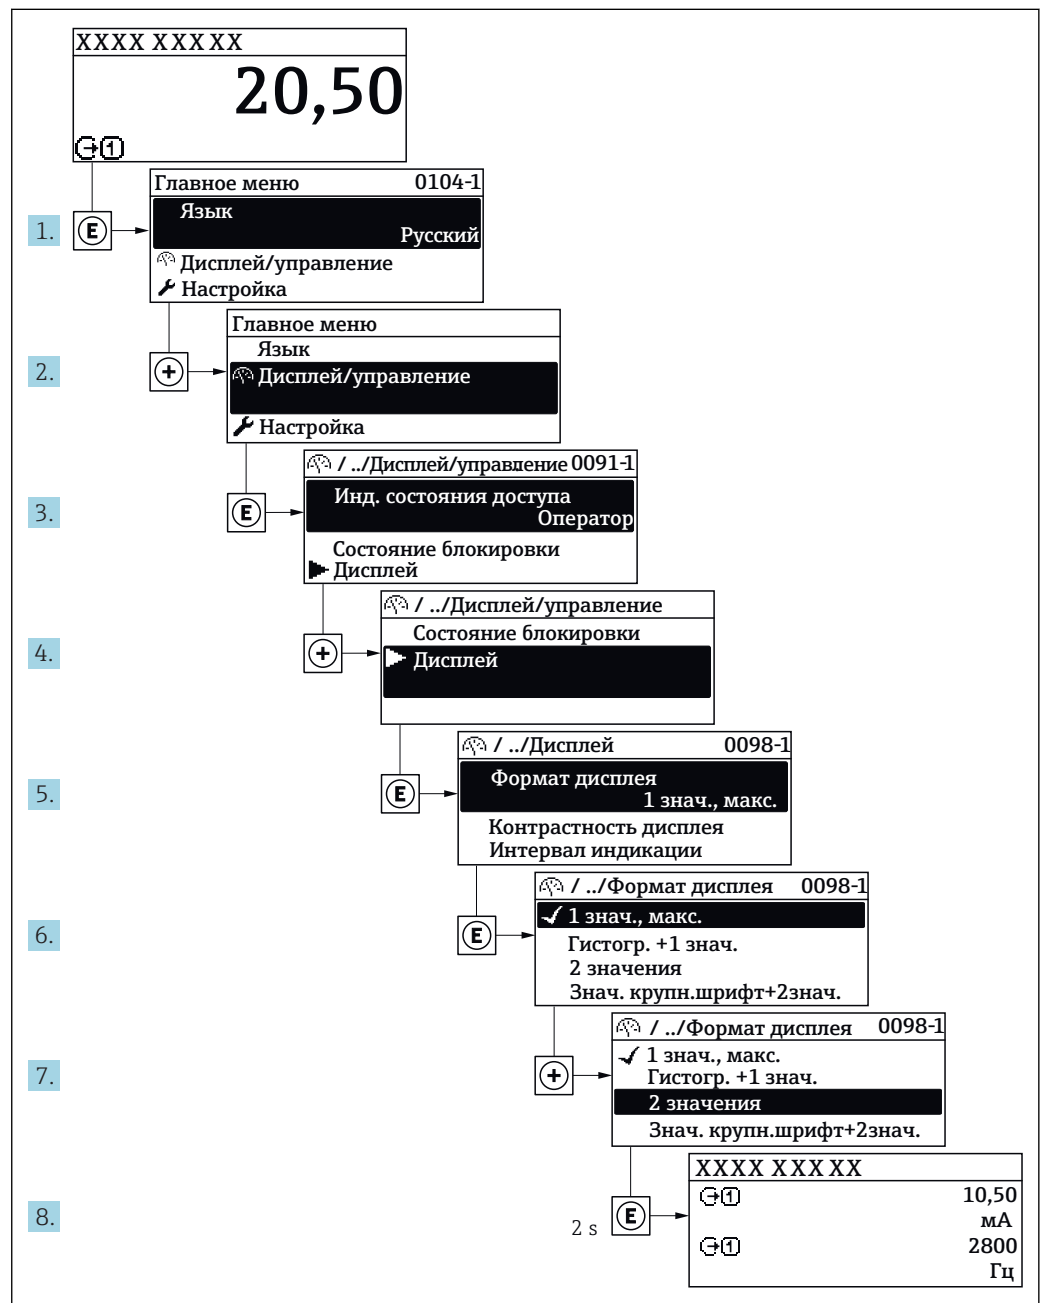 XXXX XXX XX
20,50
1
Главное меню 0104-1
Язык
Русский
Дисплей/управление
Настройка
1. E
Главное меню
Язык
Дисплей/управление
Настройка
2. +
/ ../Дисплей/управление 0091-1
Инд. состояния доступа
Оператор
Состояние блокировки
Дисплей
3. E
/ ../Дисплей/управление
Состояние блокировки
Дисплей
4. +
/ ../Дисплей 0098-1
Формат дисплея
1 знач., макс.
Контрастность дисплея
Интервал индикации
5. E
/ ../Формат дисплея 0098-1
1 знач., макс.
Гистогр. +1 знач.
2 значения
Знач. крупн.шрифт+2знач.
6. E
/ ../Формат дисплея 0098-1
1 знач., макс.
Гистогр. +1 знач.
2 значения
Знач. крупн.шрифт+2знач.
7. +
XXXX XXX XX
1 10,50
мА
1 2800
Гц
8. 2 s E